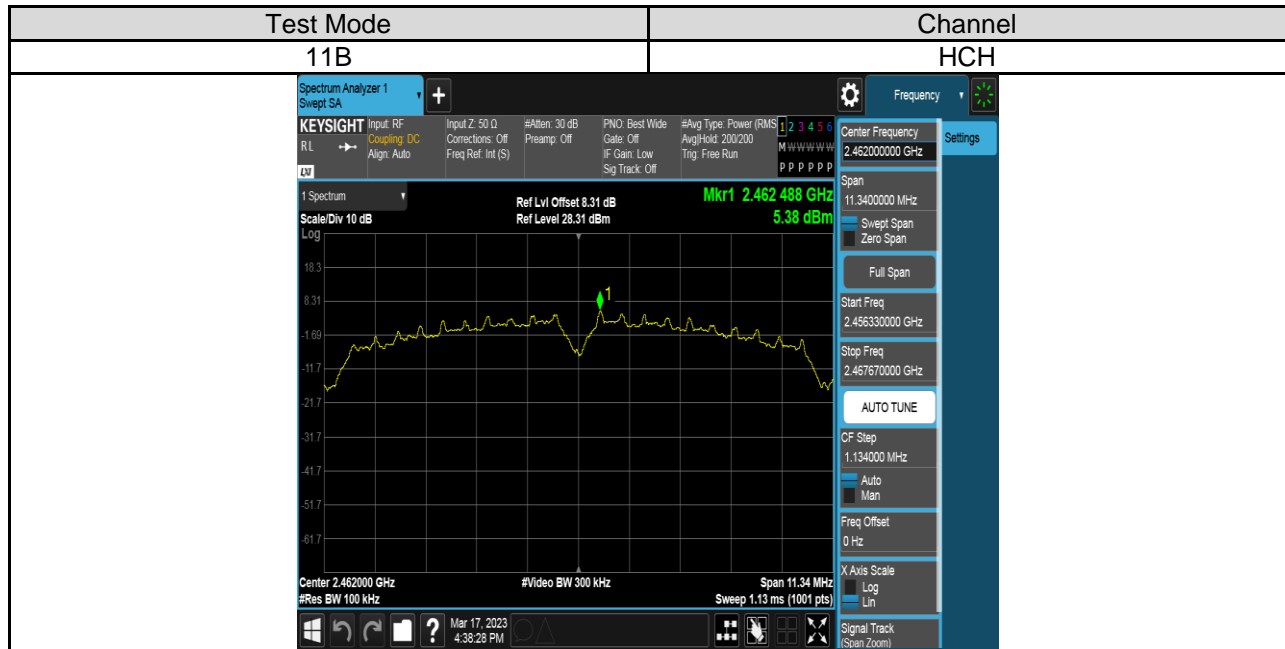 Test Mode Channel
11B HCH
Spectrum Analyzer 1
Swept SA
+
Frequency
KEYSIGHT Input: RF Input Z: 50 Ω #Atten: 30 dB PNO: Best Wide #Avg Type: Power (RMS 1 2 3 4 5 6
RL Coupling: DC Corrections: Off Preamp: Off Gate: Off Avg|Hold: 200/200 M W W W W W
Align: Auto Freq Ref: Int (S) IF Gain: Low Trig: Free Run
LXI Sig Track: Off P P P P P P
1 Spectrum
Scale/Div 10 dB
Ref Lvl Offset 8.31 dB
Ref Level 28.31 dBm
Mkr1 2.462 488 GHz
5.38 dBm
Log
18.3
8.31
1
-1.69
-11.7
-21.7
-31.7
-41.7
-51.7
-61.7
Center 2.462000 GHz #Video BW 300 kHz Span 11.34 MHz
#Res BW 100 kHz Sweep 1.13 ms (1001 pts)
?
Mar 17, 2023
4:38:28 PM
Center Frequency
2.462000000 GHz
Settings
Span
11.3400000 MHz
Swept Span
Zero Span
Full Span
Start Freq
2.456330000 GHz
Stop Freq
2.467670000 GHz
AUTO TUNE
CF Step
1.134000 MHz
Auto
Man
Freq Offset
0 Hz
X Axis Scale
Log
Lin
Signal Track
(Span Zoom)